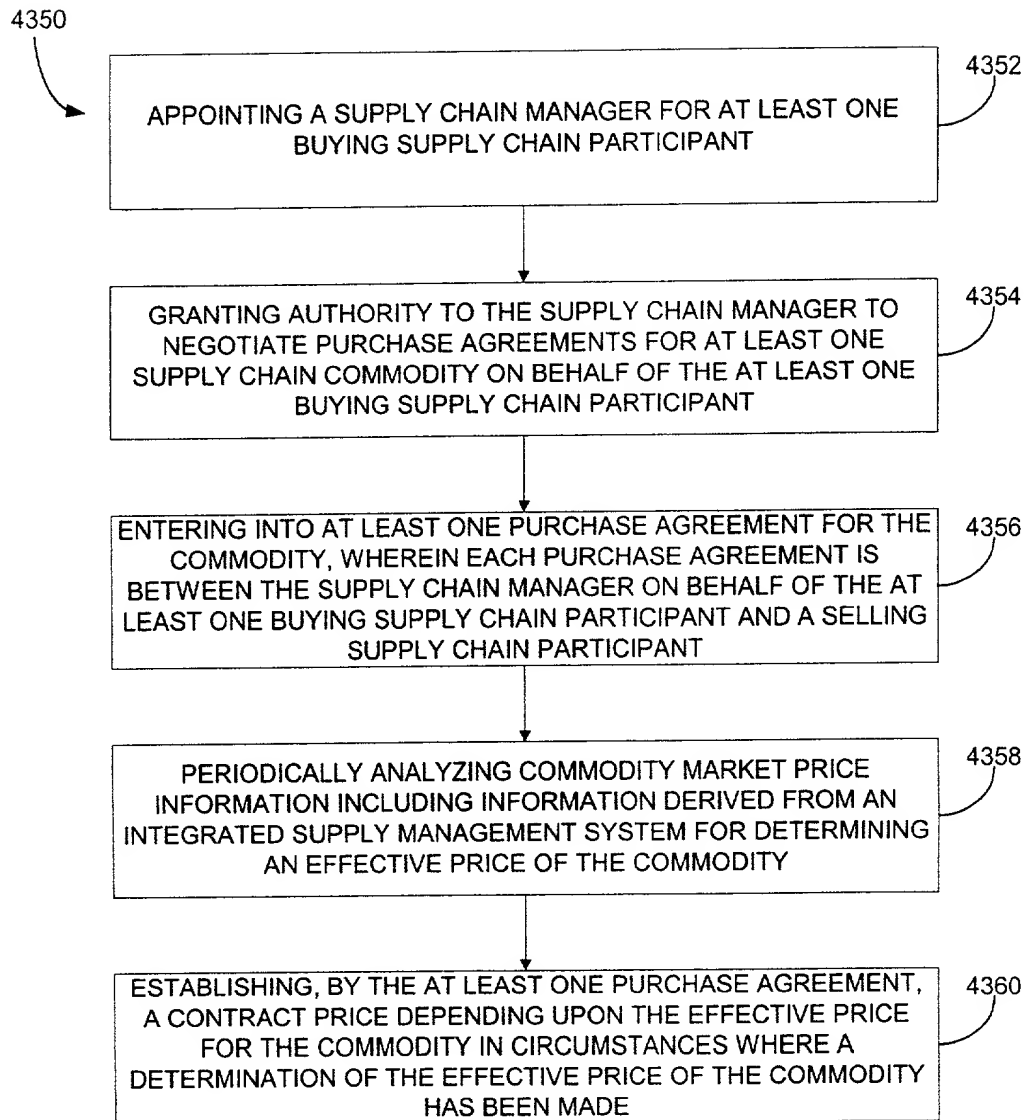 4350
4352
APPOINTING A SUPPLY CHAIN MANAGER FOR AT LEAST ONE
BUYING SUPPLY CHAIN PARTICIPANT
4354
GRANTING AUTHORITY TO THE SUPPLY CHAIN MANAGER TO
NEGOTIATE PURCHASE AGREEMENTS FOR AT LEAST ONE
SUPPLY CHAIN COMMODITY ON BEHALF OF THE AT LEAST ONE
BUYING SUPPLY CHAIN PARTICIPANT
4356
ENTERING INTO AT LEAST ONE PURCHASE AGREEMENT FOR THE
COMMODITY, WHEREIN EACH PURCHASE AGREEMENT IS
BETWEEN THE SUPPLY CHAIN MANAGER ON BEHALF OF THE AT
LEAST ONE BUYING SUPPLY CHAIN PARTICIPANT AND A SELLING
SUPPLY CHAIN PARTICIPANT
4358
PERIODICALLY ANALYZING COMMODITY MARKET PRICE
INFORMATION INCLUDING INFORMATION DERIVED FROM AN
INTEGRATED SUPPLY MANAGEMENT SYSTEM FOR DETERMINING
AN EFFECTIVE PRICE OF THE COMMODITY
4360
ESTABLISHING, BY THE AT LEAST ONE PURCHASE AGREEMENT,
A CONTRACT PRICE DEPENDING UPON THE EFFECTIVE PRICE
FOR THE COMMODITY IN CIRCUMSTANCES WHERE A
DETERMINATION OF THE EFFECTIVE PRICE OF THE COMMODITY
HAS BEEN MADE